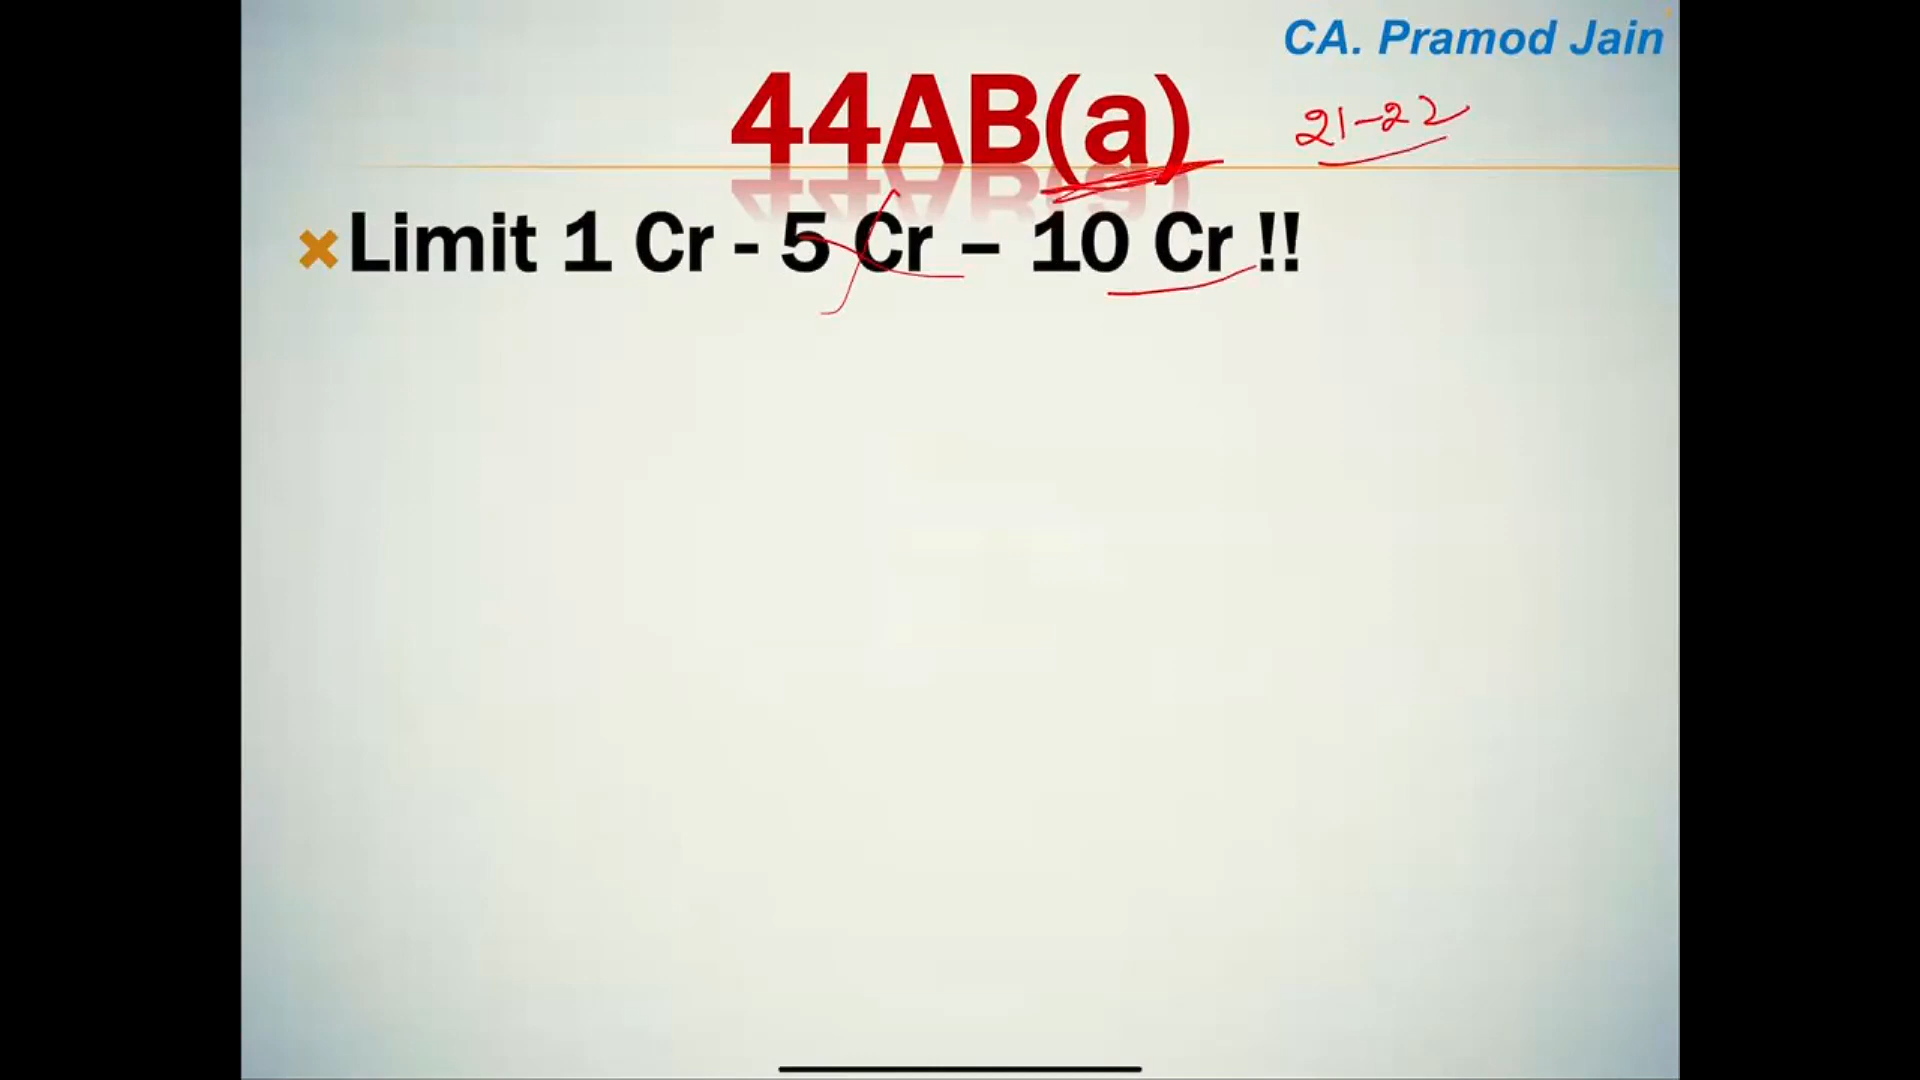 CA. Pramod Jain
44AB(a)
21-22
Limit 1 Cr - 5 Cr – 10 Cr !!